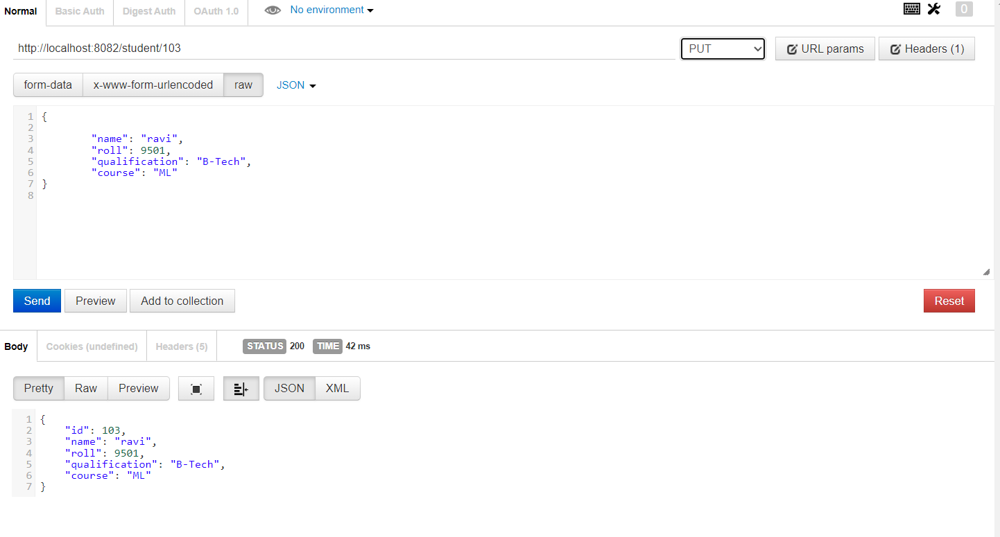 Normal Basic Auth Digest Auth OAuth 1.0 No environment 0
http://localhost:8082/student/103 PUT URL params Headers (1)
form-data x-www-form-urlencoded raw JSON
1 {
2
3 "name": "ravi",
4 "roll": 9501,
5 "qualification": "B-Tech",
6 "course": "ML"
7 }
8
Send Preview Add to collection Reset
Body Cookies (undefined) Headers (5) STATUS 200 TIME 42 ms
Pretty Raw Preview JSON XML
1 {
2 "id": 103,
3 "name": "ravi",
4 "roll": 9501,
5 "qualification": "B-Tech",
6 "course": "ML"
7 }